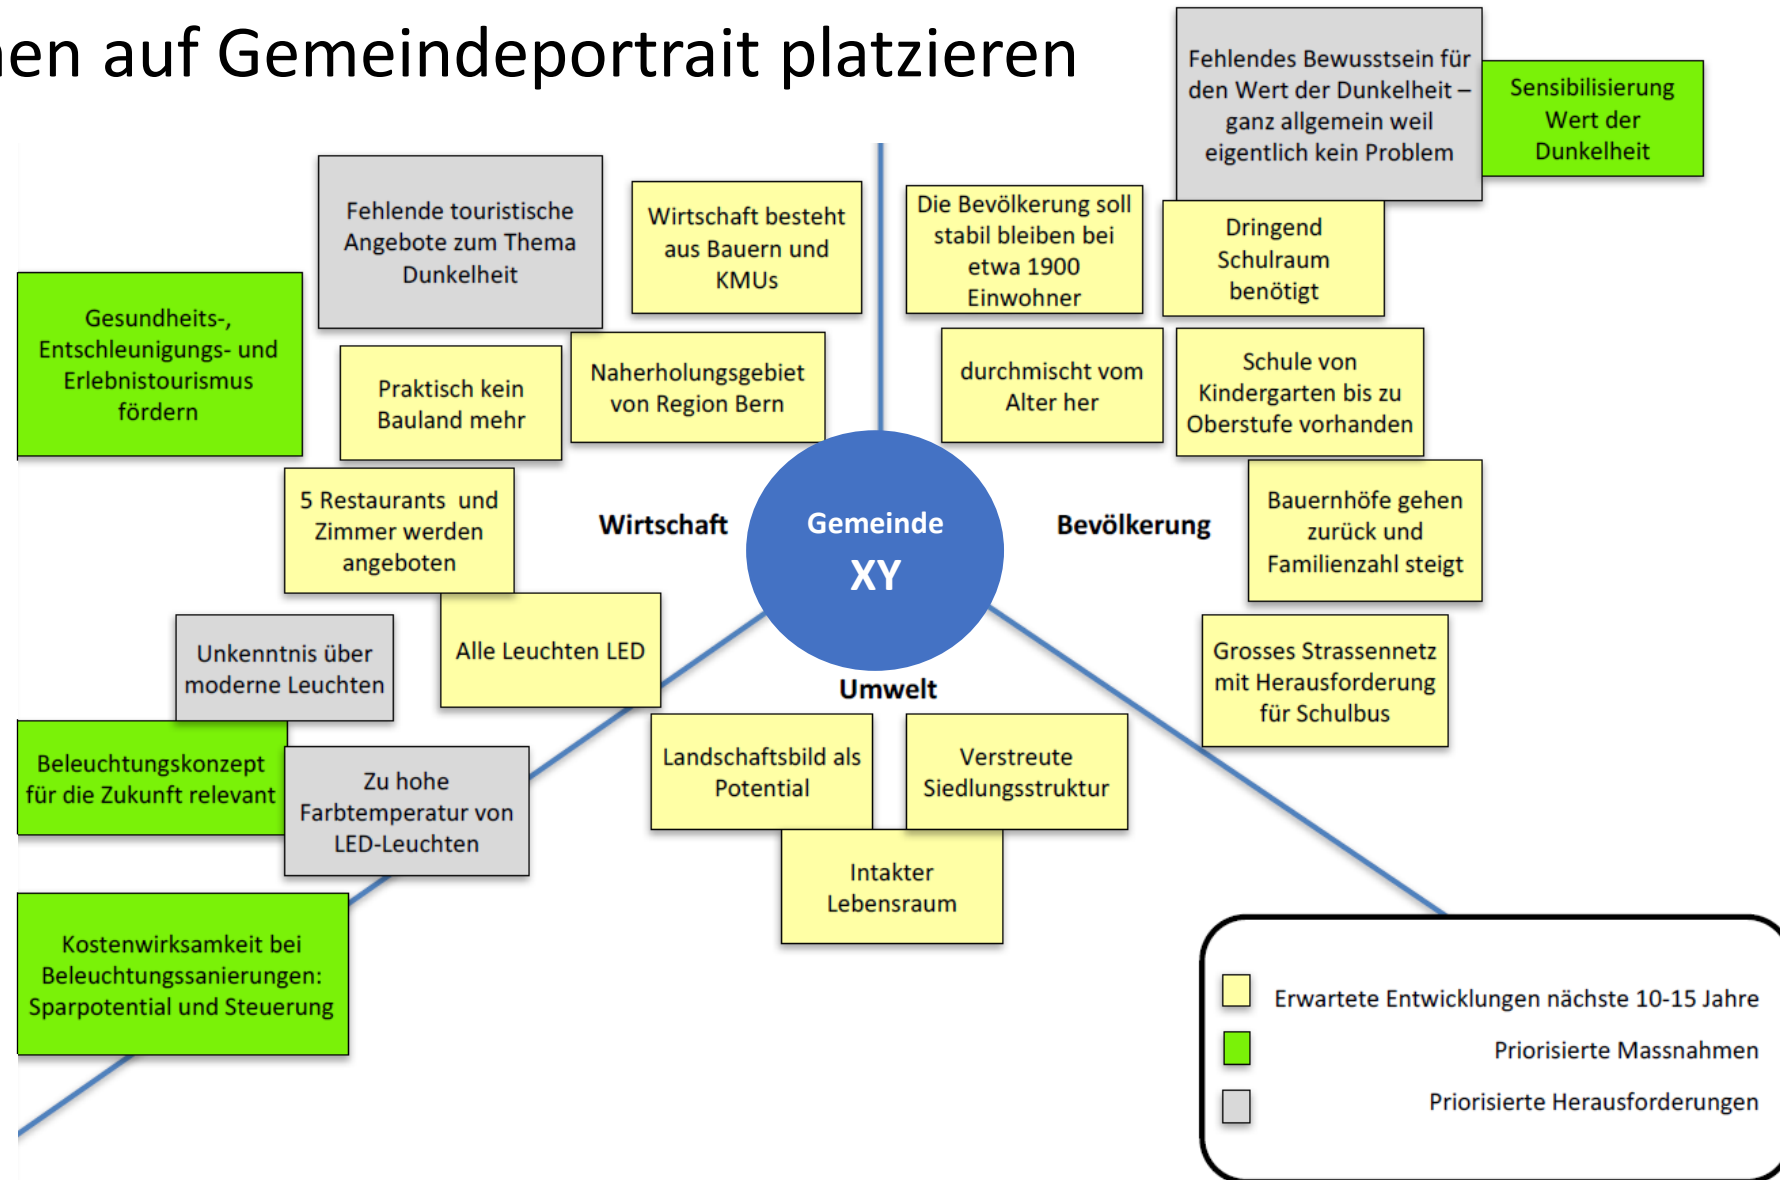 nen auf Gemeindeportrait platzieren
Fehlendes Bewusstsein für
den Wert der Dunkelheit –
ganz allgemein weil
eigentlich kein Problem
Sensibilisierung
Wert der
Dunkelheit
Fehlende touristische
Angebote zum Thema
Dunkelheit
Wirtschaft besteht
aus Bauern und
KMUs
Die Bevölkerung soll
stabil bleiben bei
etwa 1900
Einwohner
Dringend
Schulraum
benötigt
Gesundheits-,
Entschleunigungs- und
Erlebnistourismus
fördern
Praktisch kein
Bauland mehr
Naherholungsgebiet
von Region Bern
durchmischt vom
Alter her
Schule von
Kindergarten bis zu
Oberstufe vorhanden
5 Restaurants und
Zimmer werden
angeboten
Wirtschaft
Gemeinde
XY
Bevölkerung
Bauernhöfe gehen
zurück und
Familienzahl steigt
Unkenntnis über
moderne Leuchten
Alle Leuchten LED
Umwelt
Grosses Strassennetz
mit Herausforderung
für Schulbus
Beleuchtungskonzept
für die Zukunft relevant
Zu hohe
Farbtemperatur von
LED-Leuchten
Landschaftsbild als
Potential
Verstreute
Siedlungsstruktur
Intakter
Lebensraum
Kostenwirksamkeit bei
Beleuchtungssanierungen:
Sparpotential und Steuerung
Erwartete Entwicklungen nächste 10-15 Jahre
Priorisierte Massnahmen
Priorisierte Herausforderungen